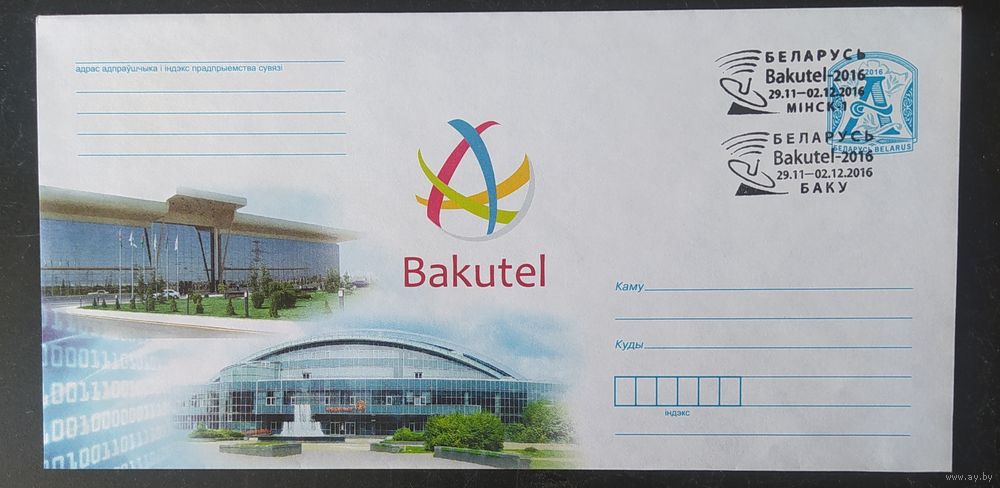 адрас адпраўшчыка і індэкс прадпрыемства сувязі
БЕЛАРУСЬ
Bakutel-2016
29.11—02.12.2016
МІНСК-1
2016
А
БЕЛАРУСЬ BELARUS
БЕЛАРУСЬ
Bakutel-2016
29.11—02.12.2016
БАКУ
Bakutel
Каму
Куды
індэкс
www.ay.by